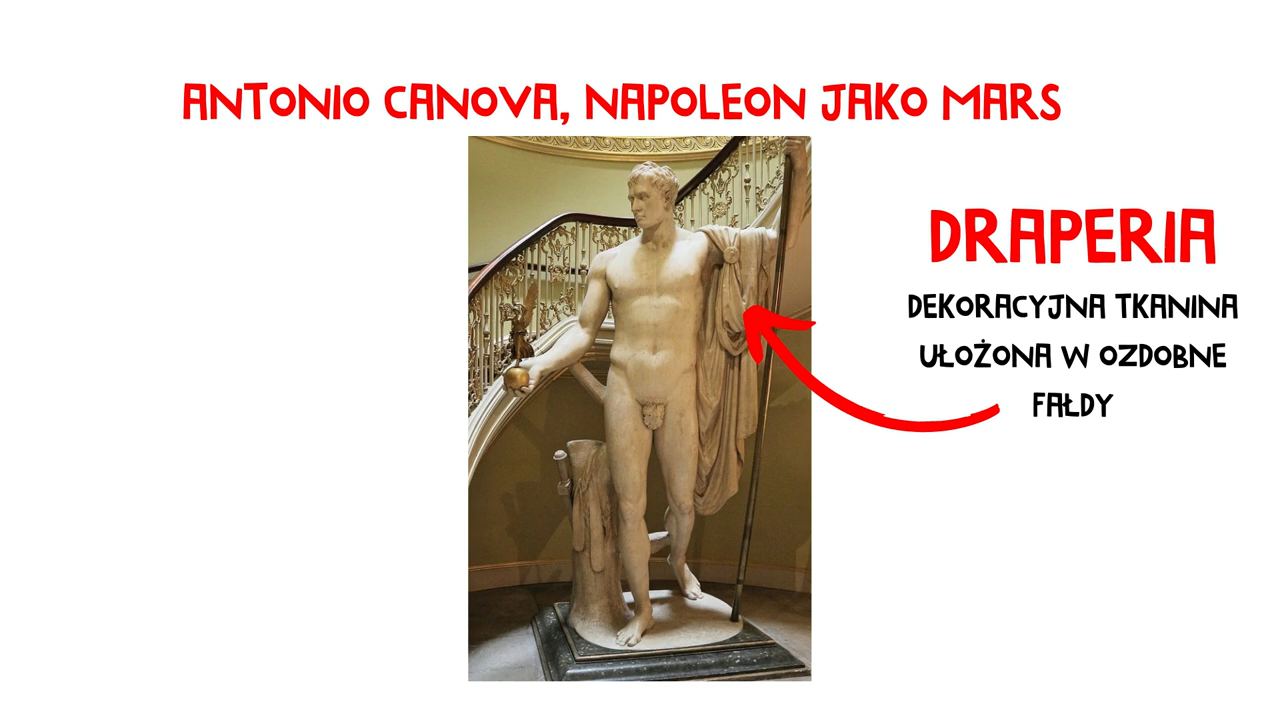 ANTONIO CANOVA, NAPOLEON JAKO MARS
DRAPERIA
DEKORACYJNA TKANINA
UŁOŻONA W OZDOBNE
FAŁDY